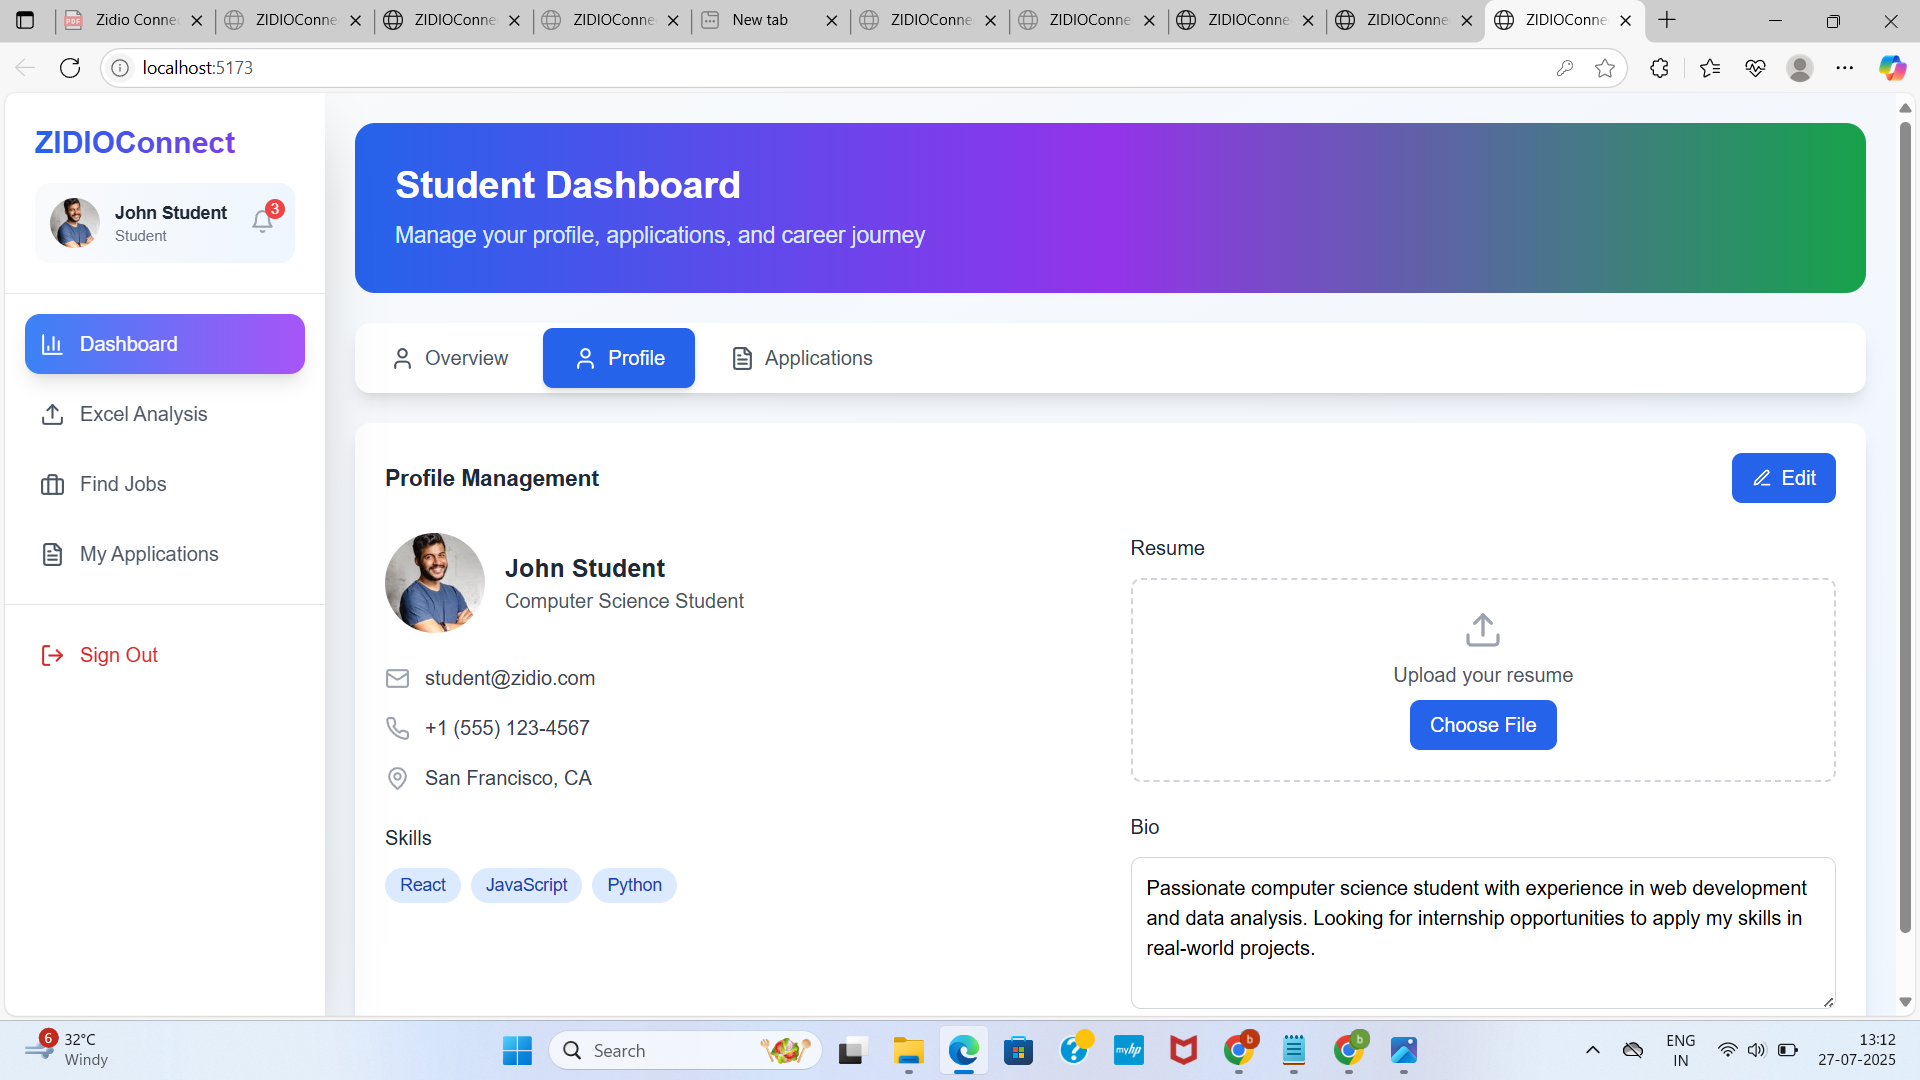 Zidio Connec
ZIDIOConne
ZIDIOConne
ZIDIOConne
New tab
ZIDIOConne
ZIDIOConne
ZIDIOConne
ZIDIOConne
ZIDIOConne
localhost:5173
ZIDIOConnect
John Student
Student
3
Dashboard
Excel Analysis
Find Jobs
My Applications
Sign Out
Student Dashboard
Manage your profile, applications, and career journey
Overview
Profile
Applications
Profile Management
Edit
John Student
Computer Science Student
student@zidio.com
+1 (555) 123-4567
San Francisco, CA
Skills
React
JavaScript
Python
Resume
Upload your resume
Choose File
Bio
Passionate computer science student with experience in web development
and data analysis. Looking for internship opportunities to apply my skills in
real-world projects.
6
32°C
Windy
Search
myhp
b
b
ENG
IN
13:12
27-07-2025